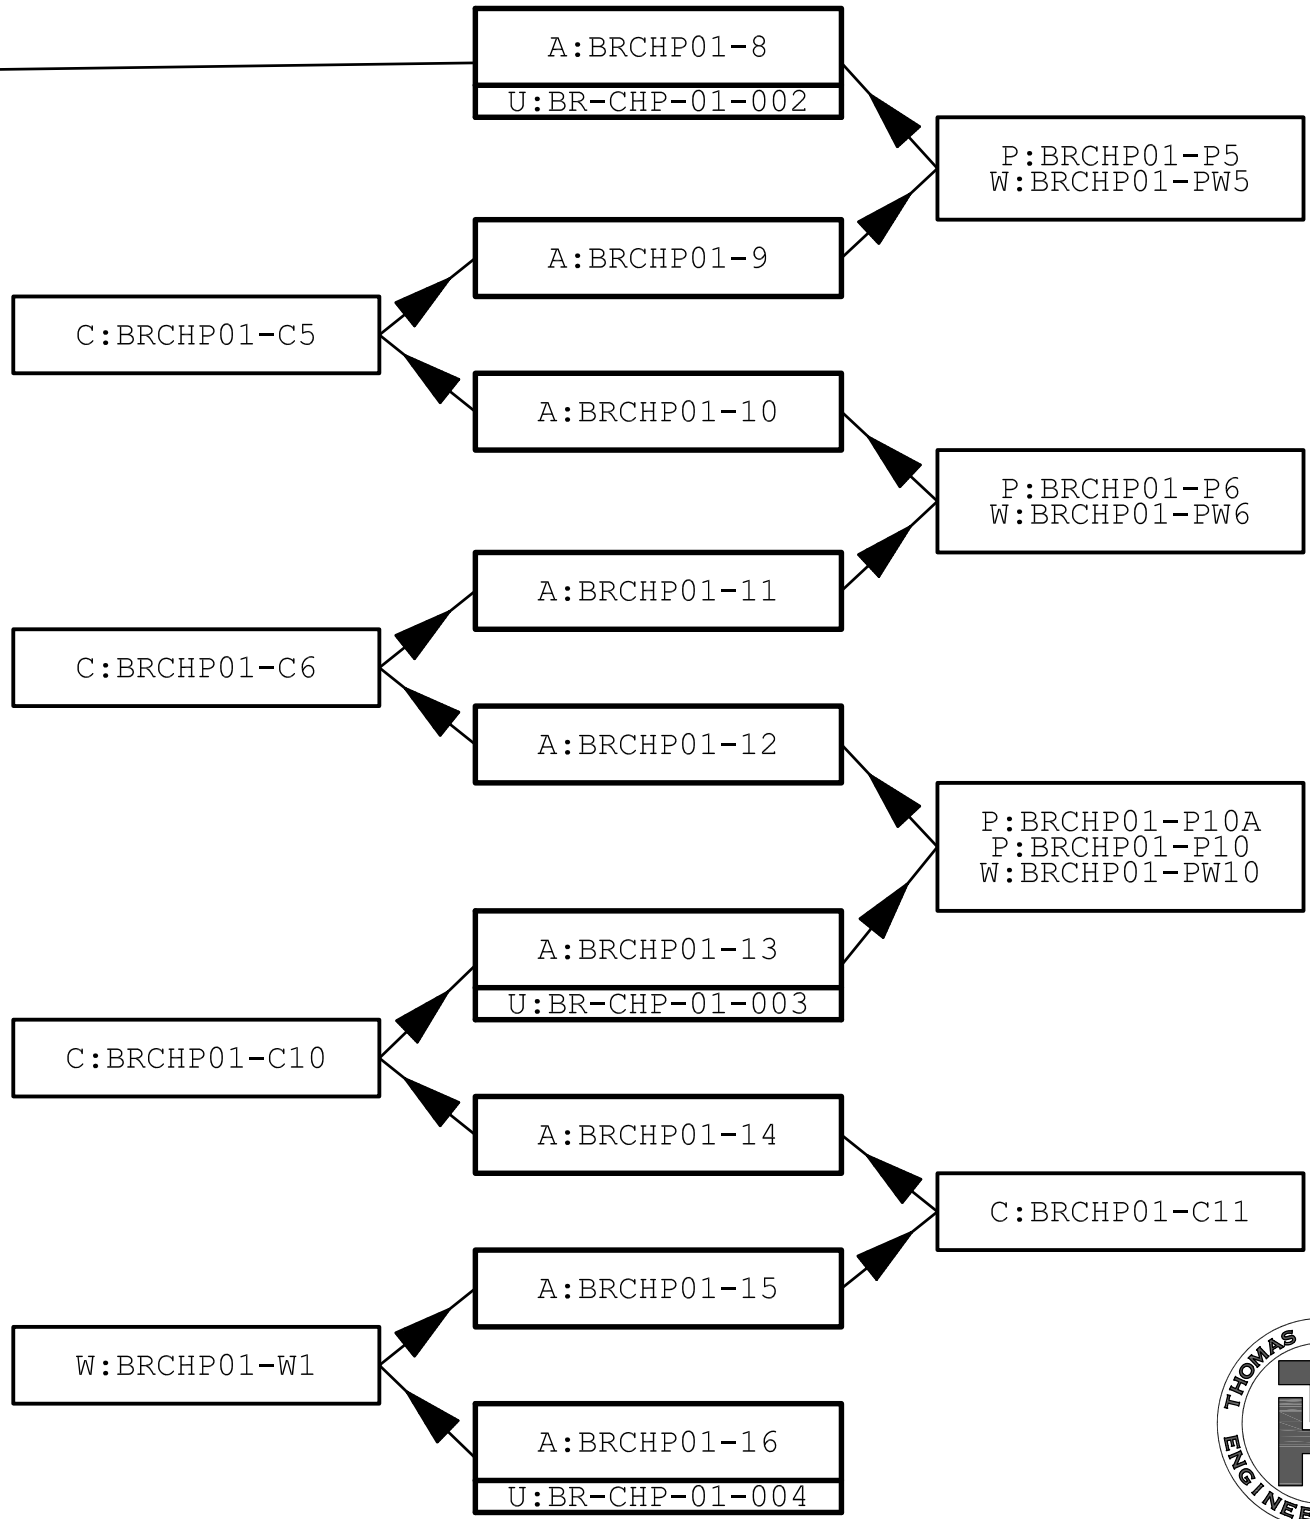 A:BRCHP01-8
U:BR-CHP-01-002
P:BRCHP01-P5
W:BRCHP01-PW5
A:BRCHP01-9
C:BRCHP01-C5
A:BRCHP01-10
P:BRCHP01-P6
W:BRCHP01-PW6
A:BRCHP01-11
C:BRCHP01-C6
A:BRCHP01-12
P:BRCHP01-P10A
P:BRCHP01-P10
W:BRCHP01-PW10
A:BRCHP01-13
U:BR-CHP-01-003
C:BRCHP01-C10
A:BRCHP01-14
C:BRCHP01-C11
A:BRCHP01-15
W:BRCHP01-W1
A:BRCHP01-16
U:BR-CHP-01-004
THOMAS